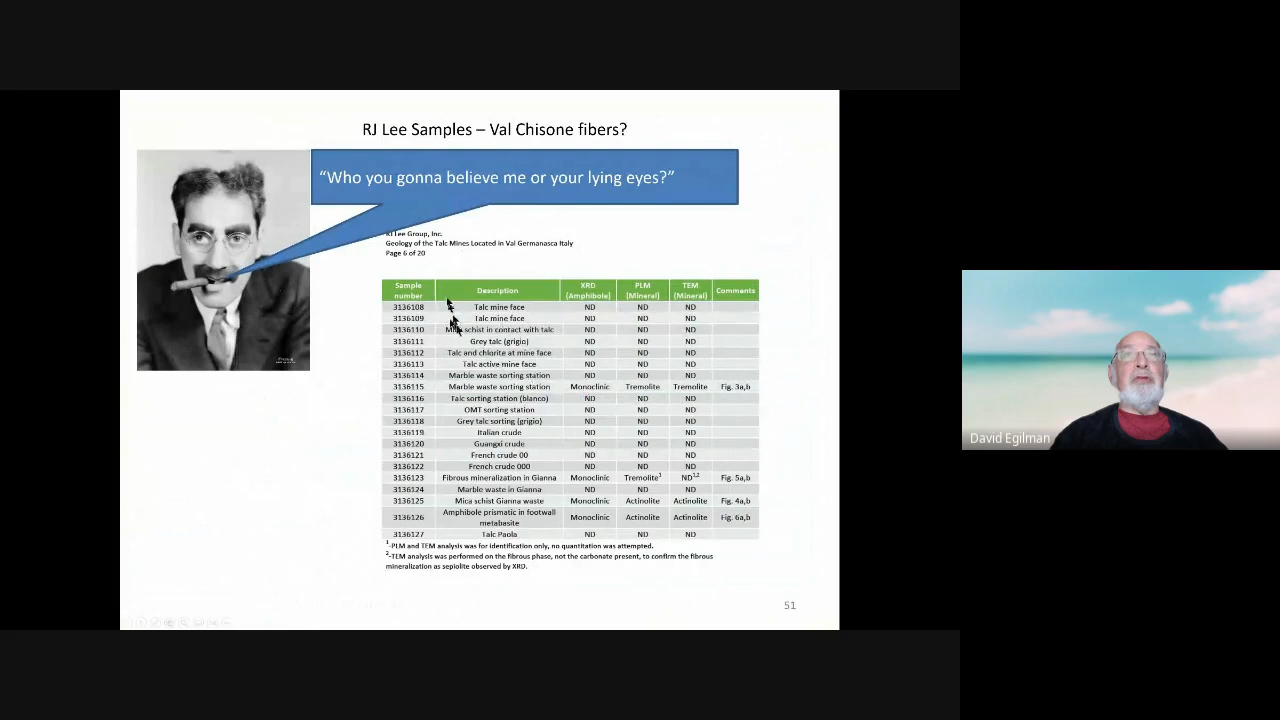 RJ Lee Samples – Val Chisone fibers?
“Who you gonna believe me or your lying eyes?”
RJ Lee Group, Inc.
Geology of the Talc Mines Located in Val Germanasca Italy
Page 6 of 20
Sample number Description XRD (Amphibole) PLM (Mineral) TEM (Mineral) Comments
3136108 Talc mine face ND ND ND
3136109 Talc mine face ND ND ND
3136110 Mica schist in contact with talc ND ND ND
3136111 Grey talc (grigio) ND ND ND
3136112 Talc and chlorite at mine face ND ND ND
3136113 Talc active mine face ND ND ND
3136114 Marble waste sorting station ND ND ND
3136115 Marble waste sorting station Monoclinic Tremolite Tremolite Fig. 3a,b
3136116 Talc sorting station (blanco) ND ND ND
3136117 OMT sorting station ND ND ND
3136118 Grey talc sorting (grigio) ND ND ND
3136119 Italian crude ND ND ND
3136120 Guangxi crude ND ND ND
3136121 French crude 00 ND ND ND
3136122 French crude 000 ND ND ND
3136123 Fibrous mineralization in Gianna Monoclinic Tremolite¹ ND¹,² Fig. 5a,b
3136124 Marble waste in Gianna ND ND ND
3136125 Mica schist Gianna waste Monoclinic Actinolite Actinolite Fig. 4a,b
3136126 Amphibole prismatic in footwall metabasite Monoclinic Actinolite Actinolite Fig. 6a,b
3136127 Talc Paola ND ND ND
¹-PLM and TEM analysis was for identification only, no quantitation was attempted.
²-TEM analysis was performed on the fibrous phase, not the carbonate present, to confirm the fibrous
mineralization as sepiolite observed by XRD.
51
David Egilman